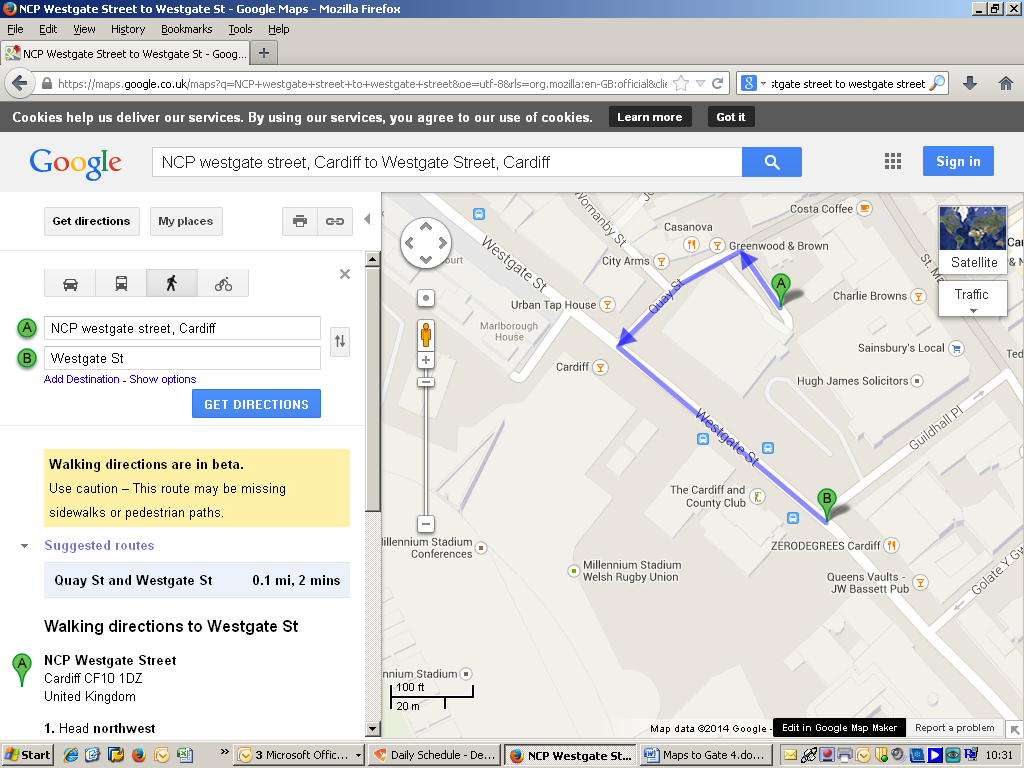 NCP Westgate Street to Westgate St - Google Maps - Mozilla Firefox
File Edit View History Bookmarks Tools Help
NCP Westgate Street to Westgate St - Goog...
https://maps.google.co.uk/maps?q=NCP+westgate+street+to+westgate+street&oe=utf-8&rls=org.mozilla:en-GB:official&clie
stgate street to westgate street
Cookies help us deliver our services. By using our services, you agree to our use of cookies. Learn more Got it
Google
NCP westgate street, Cardiff to Westgate Street, Cardiff
Sign in
Get directions
My places
A NCP westgate street, Cardiff
B Westgate St
Add Destination - Show options
GET DIRECTIONS
Walking directions are in beta.
Use caution – This route may be missing
sidewalks or pedestrian paths.
Suggested routes
Quay St and Westgate St 0.1 mi, 2 mins
Walking directions to Westgate St
A
NCP Westgate Street
Cardiff CF10 1DZ
United Kingdom
1. Head northwest
Womanby St
Costa Coffee
Casanova
Greenwood & Brown
Westgate St
City Arms
court
St. M
Satellite
Traffic
Quay St
A
Urban Tap House
Charlie Browns
Marlborough
House
Sainsbury's Local
Ted
Cardiff
Hugh James Solicitors
Guildhall Pl
Westgate St
The Cardiff and
County Club
B
ZERODEGREES Cardiff
illennium Stadium
Conferences
Millennium Stadium
Welsh Rugby Union
Queens Vaults -
JW Bassett Pub
Golate Y Gw
nnium Stadium
100 ft
20 m
Map data ©2014 Google -
Edit in Google Map Maker
Report a problem
Start
3 Microsoft Offic...
Daily Schedule - De...
NCP Westgate St...
Maps to Gate 4.do...
10:31